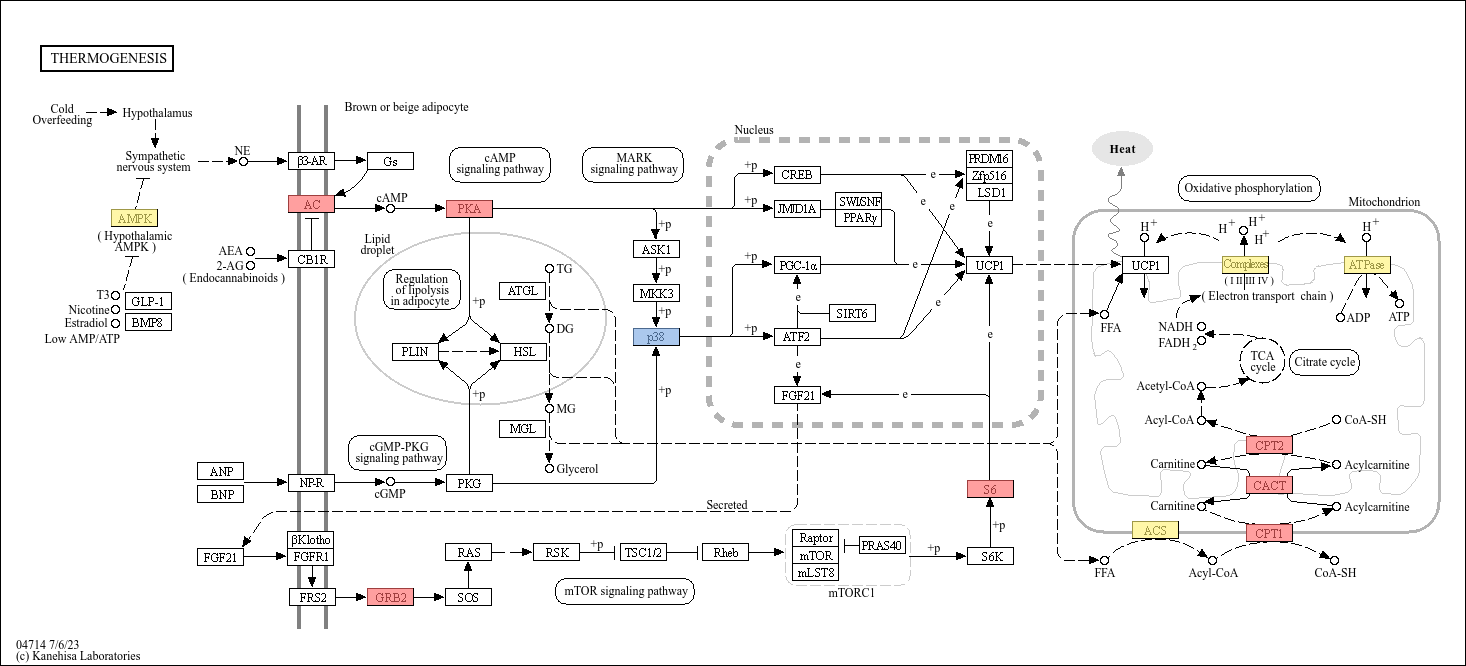 THERMOGENESIS
Cold
Overfeeding
Hypothalamus
Sympathetic
nervous system
NE
AMPK
( Hypothalamic
AMPK )
AEA
2-AG
( Endocannabinoids )
T3
Nicotine
Estradiol
Low AMP/ATP
GLP-1
BMP8
Brown or beige adipocyte
β3-AR
Gs
AC
cAMP
PKA
CB1R
cAMP
signaling pathway
MARK
signaling pathway
Lipid
droplet
Regulation
of lipolysis
in adipocyte
+p
TG
ATGL
DG
PLIN
HSL
+p
MG
MGL
Glycerol
cGMP-PKG
signaling pathway
ANP
BNP
NP-R
cGMP
PKG
+p
ASK1
+p
MKK3
+p
p38
+p
Nucleus
+p
CREB
+p
JMJD1A
SWISNF
PPARγ
+p
PGC-1α
SIRT6
+p
ATF2
e
FGF21
e
e
e
e
e
PRDM16
Zfp516
LSD1
e
UCP1
e
Secreted
FGF21
βKlotho
FGFR1
FRS2
GRB2
SOS
RAS
RSK
+p
TSC1/2
Rheb
mTOR signaling pathway
Raptor
mTOR
mLST8
PRAS40
mTORC1
+p
S6K
+p
S6
Heat
Oxidative phosphorylation
Mitochondrion
H+
UCP1
H+
H+
H+
Complexes
( I II III IV )
( Electron transport chain )
H+
ATPase
ADP
ATP
FFA
NADH
FADH2
TCA
cycle
Citrate cycle
Acetyl-CoA
Acyl-CoA
CoA-SH
CPT2
Carnitine
Acylcarnitine
CACT
Carnitine
Acylcarnitine
ACS
CPT1
FFA
Acyl-CoA
CoA-SH
04714 7/6/23
(c) Kanehisa Laboratories